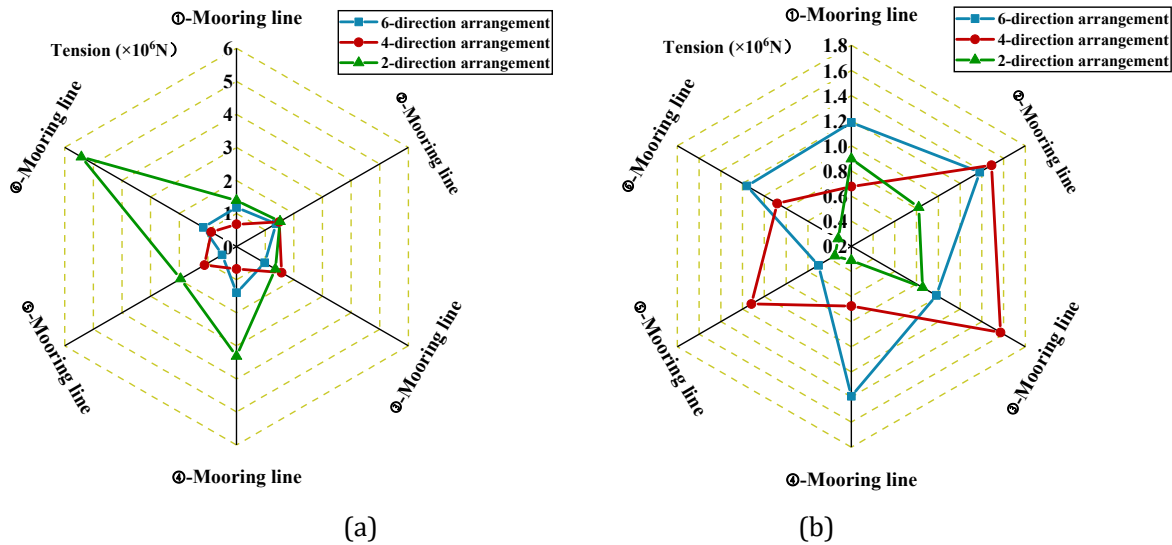 ①-Mooring line
Tension (×10⁶N）
6-direction arrangement
4-direction arrangement
2-direction arrangement
6
5
4
3
2
1
0
②-Mooring line
③-Mooring line
④-Mooring line
⑤-Mooring line
⑥-Mooring line
(a)
①-Mooring line
Tension (×10⁶N）
6-direction arrangement
4-direction arrangement
2-direction arrangement
1.8
1.6
1.4
1.2
1.0
0.8
0.6
0.4
0.2
②-Mooring line
③-Mooring line
④-Mooring line
⑤-Mooring line
⑥-Mooring line
(b)